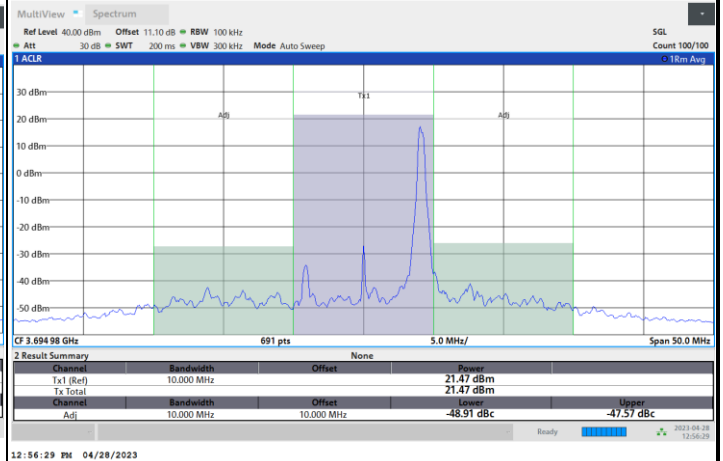 MultiView Spectrum
Ref Level 40.00 dBm Offset 11.10 dB RBW 100 kHz SGL
Att 30 dB SWT 200 ms VBW 300 kHz Mode Auto Sweep Count 100/100
1 ACLR 1Rm Avg
30 dBm
Tx1
20 dBm Adj Adj
10 dBm
0 dBm
-10 dBm
-20 dBm
-30 dBm
-40 dBm
-50 dBm
CF 3.694 98 GHz 691 pts 5.0 MHz/ Span 50.0 MHz
2 Result Summary None
Channel Bandwidth Offset Power
Tx1 (Ref) 10.000 MHz 21.47 dBm
Tx Total 21.47 dBm
Channel Bandwidth Offset Lower Upper
Adj 10.000 MHz 10.000 MHz -48.91 dBc -47.57 dBc
Ready 2023-04-28
12:56:29
12:56:29 PM 04/28/2023